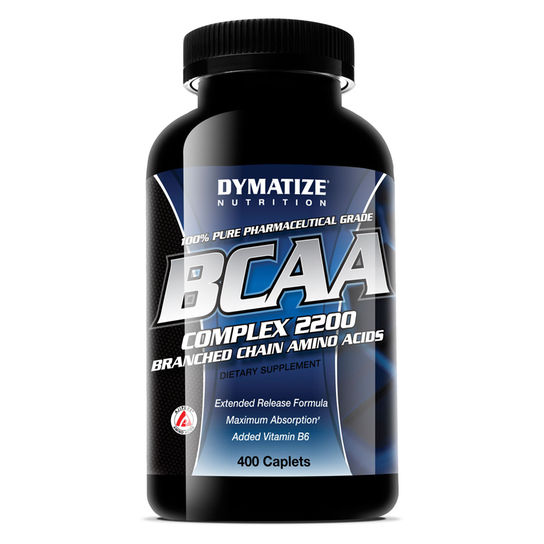 DYMATIZE®
NUTRITION
100% PURE PHARMACEUTICAL GRADE
BCAA
COMPLEX 2200
BRANCHED CHAIN AMINO ACIDS
DIETARY SUPPLEMENT
Extended Release Formula
Maximum Absorption‡
Added Vitamin B6
400 Caplets